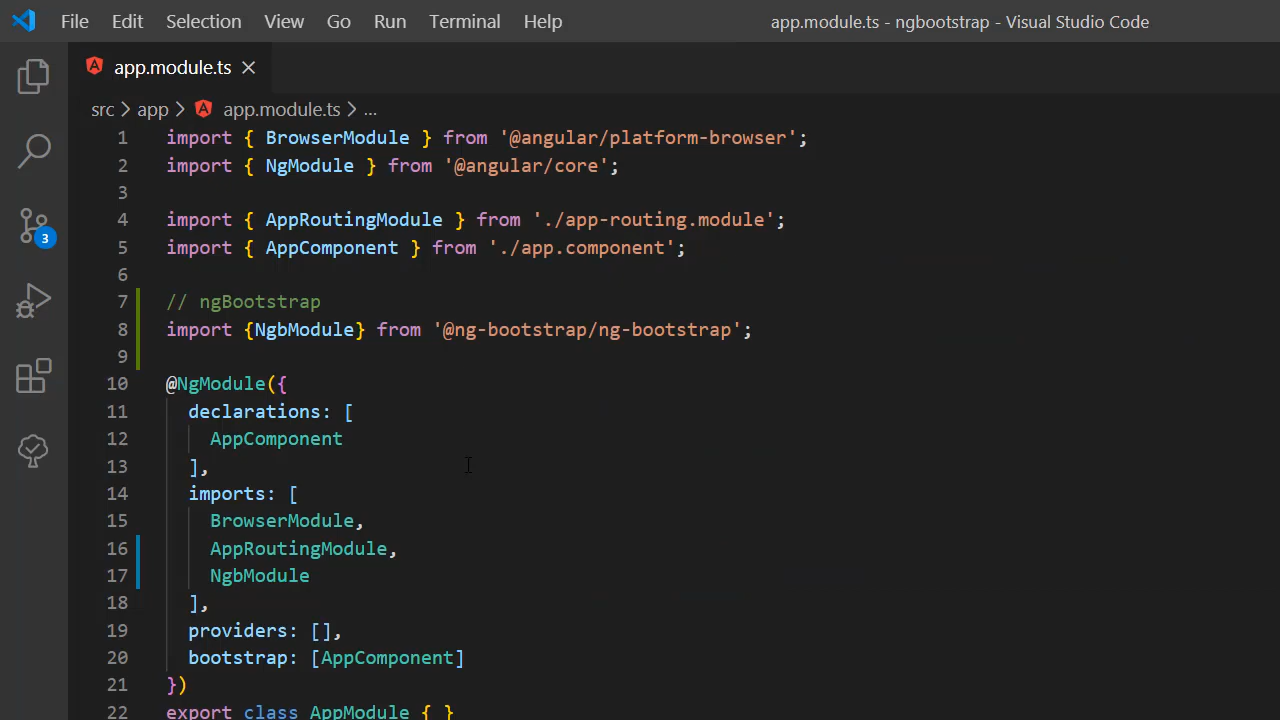 File Edit Selection View Go Run Terminal Help app.module.ts - ngbootstrap - Visual Studio Code
app.module.ts
src > app > app.module.ts > ...
1 import { BrowserModule } from '@angular/platform-browser';
2 import { NgModule } from '@angular/core';
3
4 import { AppRoutingModule } from './app-routing.module';
5 import { AppComponent } from './app.component';
6
7 // ngBootstrap
8 import {NgbModule} from '@ng-bootstrap/ng-bootstrap';
9
10 @NgModule({
11 declarations: [
12 AppComponent
13 ],
14 imports: [
15 BrowserModule,
16 AppRoutingModule,
17 NgbModule
18 ],
19 providers: [],
20 bootstrap: [AppComponent]
21 })
22 export class AppModule { }
3